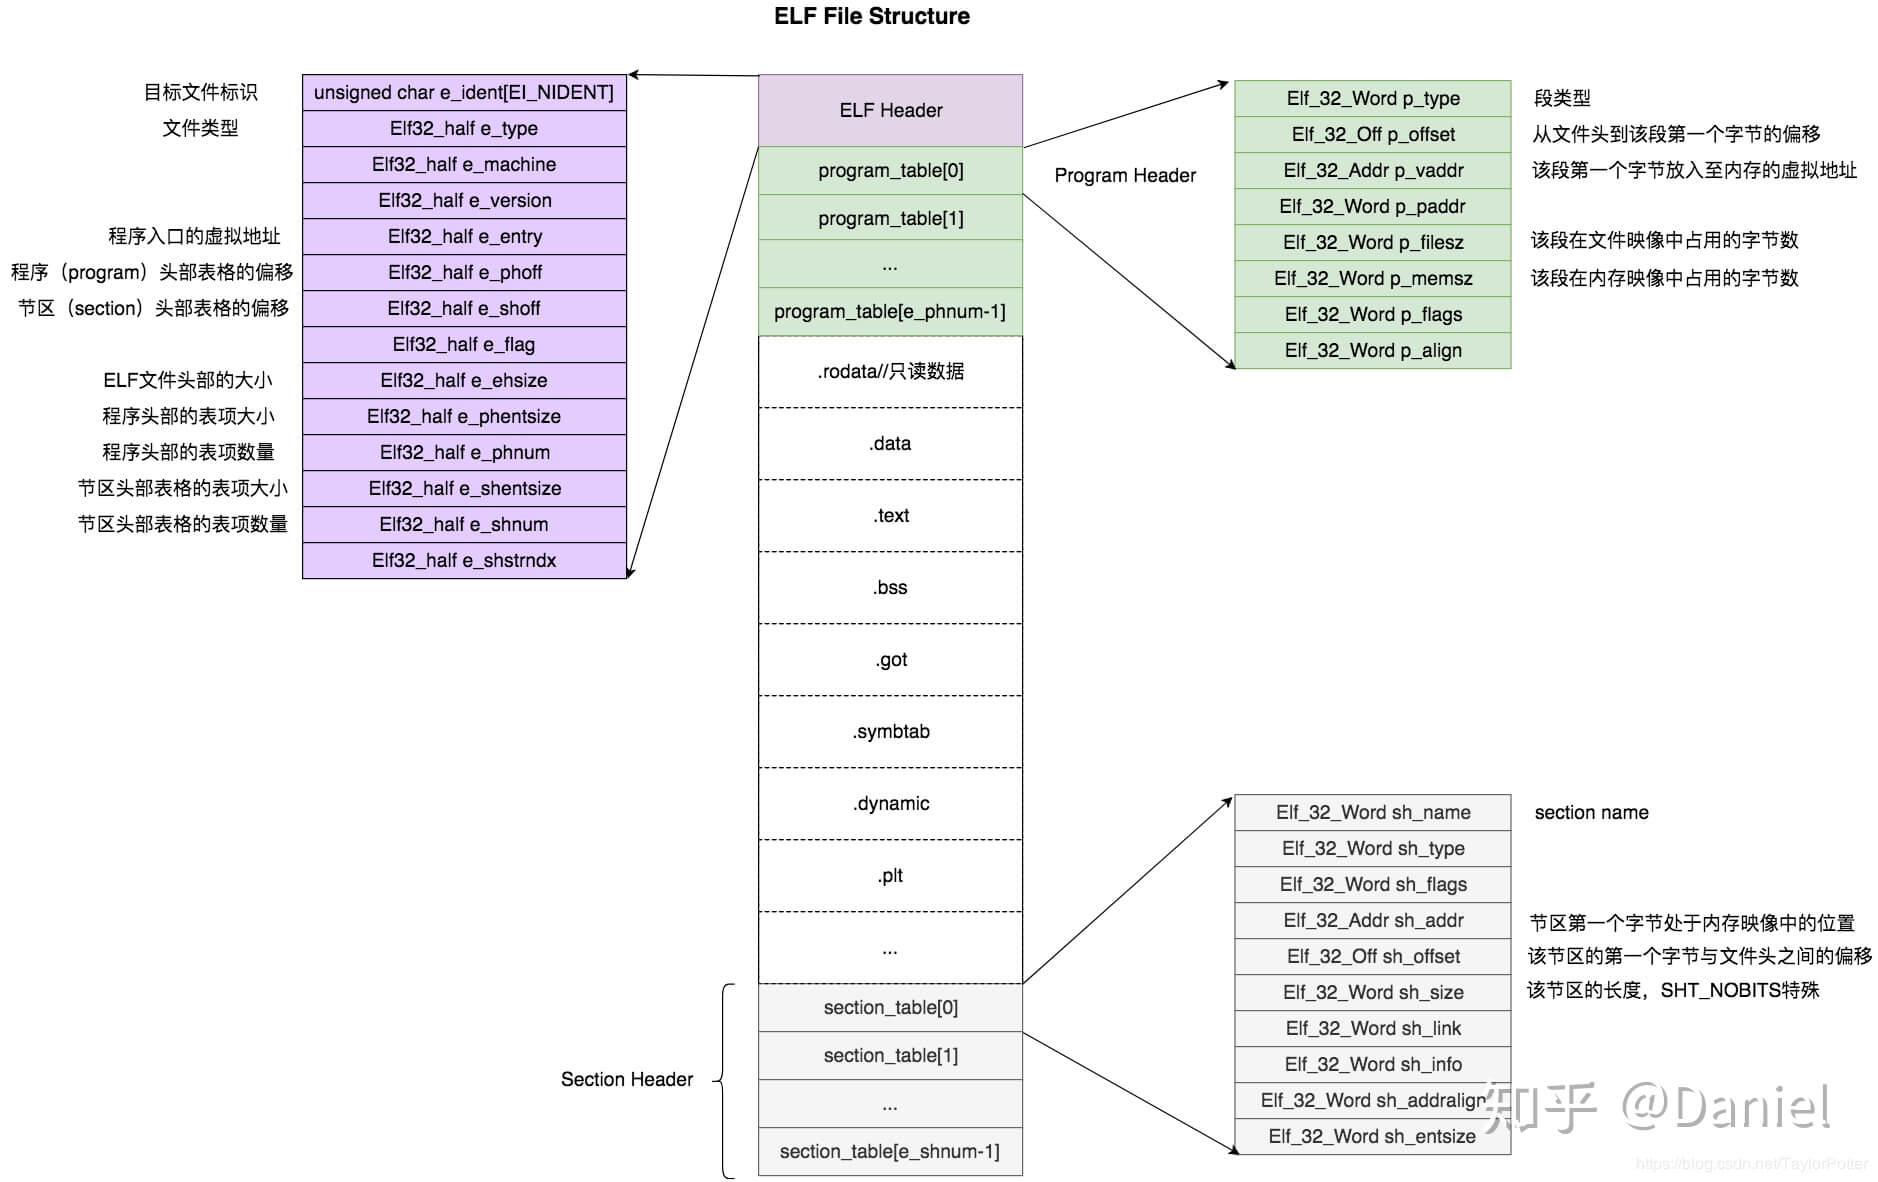 ELF File Structure
目标文件标识
文件类型
程序入口的虚拟地址
程序（program）头部表格的偏移
节区（section）头部表格的偏移
ELF文件头部的大小
程序头部的表项大小
程序头部的表项数量
节区头部表格的表项大小
节区头部表格的表项数量
unsigned char e_ident[EI_NIDENT]
Elf32_half e_type
Elf32_half e_machine
Elf32_half e_version
Elf32_half e_entry
Elf32_half e_phoff
Elf32_half e_shoff
Elf32_half e_flag
Elf32_half e_ehsize
Elf32_half e_phentsize
Elf32_half e_phnum
Elf32_half e_shentsize
Elf32_half e_shnum
Elf32_half e_shstrndx
ELF Header
program_table[0]
program_table[1]
...
program_table[e_phnum-1]
.rodata//只读数据
.data
.text
.bss
.got
.symbtab
.dynamic
.plt
...
section_table[0]
section_table[1]
...
section_table[e_shnum-1]
Section Header
Program Header
Elf_32_Word p_type
Elf_32_Off p_offset
Elf_32_Addr p_vaddr
Elf_32_Word p_paddr
Elf_32_Word p_filesz
Elf_32_Word p_memsz
Elf_32_Word p_flags
Elf_32_Word p_align
段类型
从文件头到该段第一个字节的偏移
该段第一个字节放入至内存的虚拟地址
该段在文件映像中占用的字节数
该段在内存映像中占用的字节数
Elf_32_Word sh_name
Elf_32_Word sh_type
Elf_32_Word sh_flags
Elf_32_Addr sh_addr
Elf_32_Off sh_offset
Elf_32_Word sh_size
Elf_32_Word sh_link
Elf_32_Word sh_info
Elf_32_Word sh_addralign
Elf_32_Word sh_entsize
section name
节区第一个字节处于内存映像中的位置
该节区的第一个字节与文件头之间的偏移
该节区的长度，SHT_NOBITS特殊
知乎 @Daniel
https://blog.csdn.net/TaylorPotter